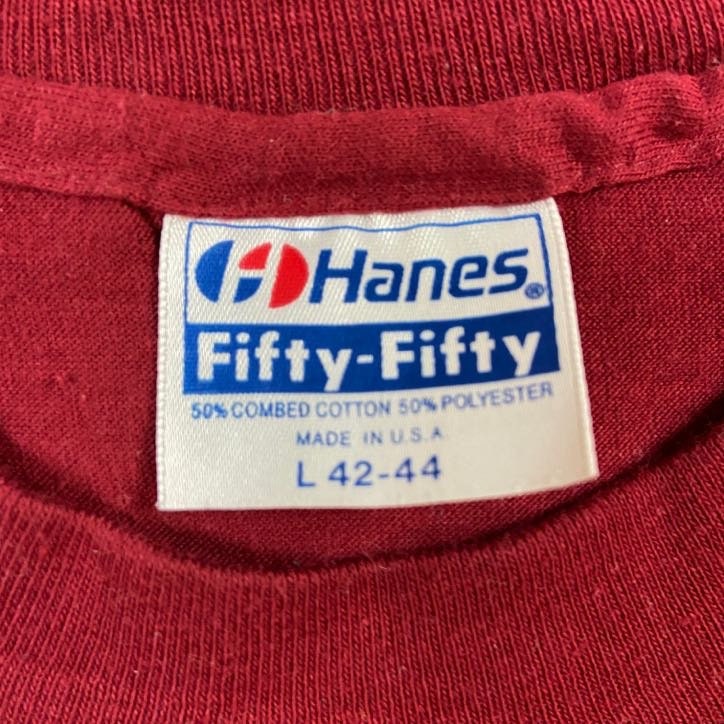 Hanes®
Fifty-Fifty
50% COMBED COTTON 50% POLYESTER
MADE IN U.S.A.
L 42-44